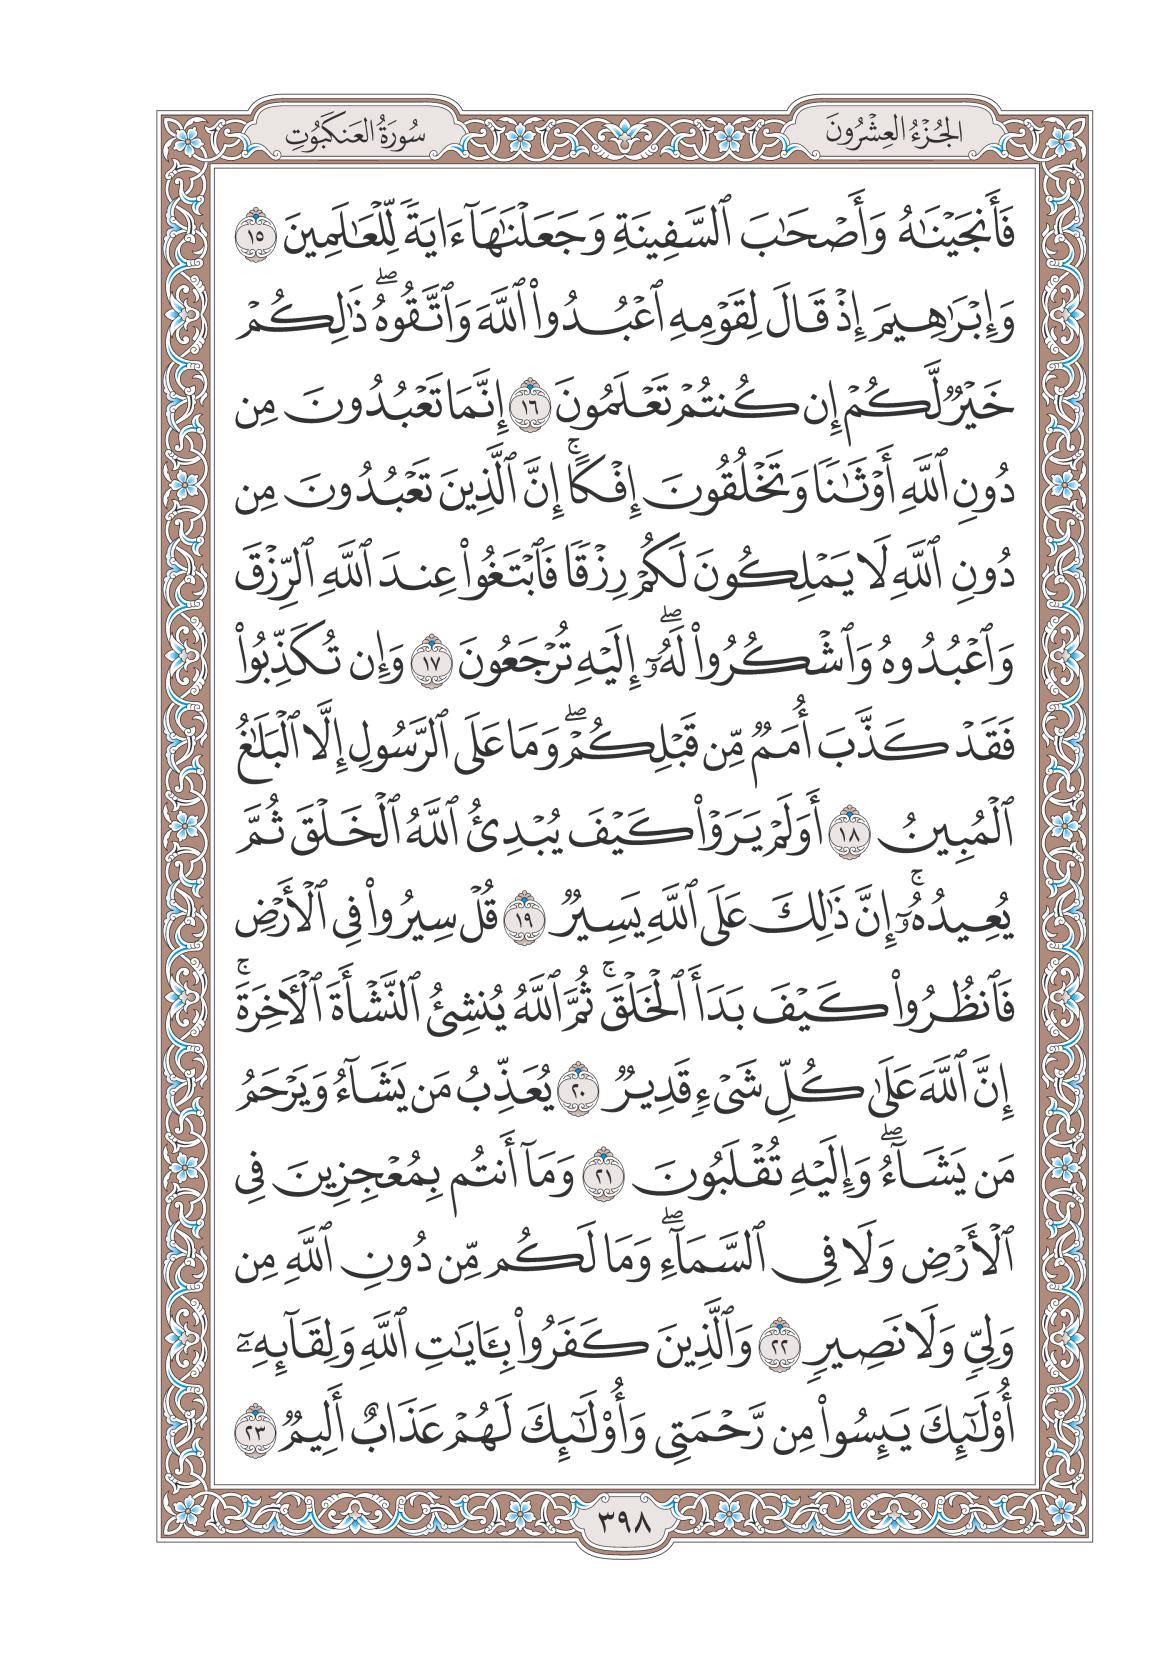 الجُزْءُ العِشْرُونَ
سُورَةُ العَنكَبُوتِ
فَأَنجَيْنَٰهُ وَأَصْحَٰبَ ٱلسَّفِينَةِ وَجَعَلْنَٰهَآ ءَايَةً لِّلْعَٰلَمِينَ ١٥
وَإِبْرَٰهِيمَ إِذْ قَالَ لِقَوْمِهِ ٱعْبُدُوا۟ ٱللَّهَ وَٱتَّقُوهُ ۖ ذَٰلِكُمْ
خَيْرٌ لَّكُمْ إِن كُنتُمْ تَعْلَمُونَ ١٦ إِنَّمَا تَعْبُدُونَ مِن
دُونِ ٱللَّهِ أَوْثَٰنًا وَتَخْلُقُونَ إِفْكًا ۚ إِنَّ ٱلَّذِينَ تَعْبُدُونَ مِن
دُونِ ٱللَّهِ لَا يَمْلِكُونَ لَكُمْ رِزْقًا فَٱبْتَغُوا۟ عِندَ ٱللَّهِ ٱلرِّزْقَ
وَٱعْبُدُوهُ وَٱشْكُرُوا۟ لَهُۥٓ ۖ إِلَيْهِ تُرْجَعُونَ ١٧ وَإِن تُكَذِّبُوا۟
فَقَدْ كَذَّبَ أُمَمٌ مِّن قَبْلِكُمْ ۖ وَمَا عَلَى ٱلرَّسُولِ إِلَّا ٱلْبَلَٰغُ
ٱلْمُبِينُ ١٨ أَوَلَمْ يَرَوْا۟ كَيْفَ يُبْدِئُ ٱللَّهُ ٱلْخَلْقَ ثُمَّ
يُعِيدُهُۥٓ ۚ إِنَّ ذَٰلِكَ عَلَى ٱللَّهِ يَسِيرٌ ١٩ قُلْ سِيرُوا۟ فِى ٱلْأَرْضِ
فَٱنظُرُوا۟ كَيْفَ بَدَأَ ٱلْخَلْقَ ۚ ثُمَّ ٱللَّهُ يُنشِئُ ٱلنَّشْأَةَ ٱلْءَاخِرَةَ ۚ
إِنَّ ٱللَّهَ عَلَىٰ كُلِّ شَىْءٍ قَدِيرٌ ٢٠ يُعَذِّبُ مَن يَشَآءُ وَيَرْحَمُ
مَن يَشَآءُ ۖ وَإِلَيْهِ تُقْلَبُونَ ٢١ وَمَآ أَنتُم بِمُعْجِزِينَ فِى
ٱلْأَرْضِ وَلَا فِى ٱلسَّمَآءِ ۖ وَمَا لَكُم مِّن دُونِ ٱللَّهِ مِن
وَلِىٍّ وَلَا نَصِيرٍ ٢٢ وَٱلَّذِينَ كَفَرُوا۟ بِـَٔايَٰتِ ٱللَّهِ وَلِقَآئِهِۦٓ
أُو۟لَٰٓئِكَ يَئِسُوا۟ مِن رَّحْمَتِى وَأُو۟لَٰٓئِكَ لَهُمْ عَذَابٌ أَلِيمٌ ٢٣
٣٩٨